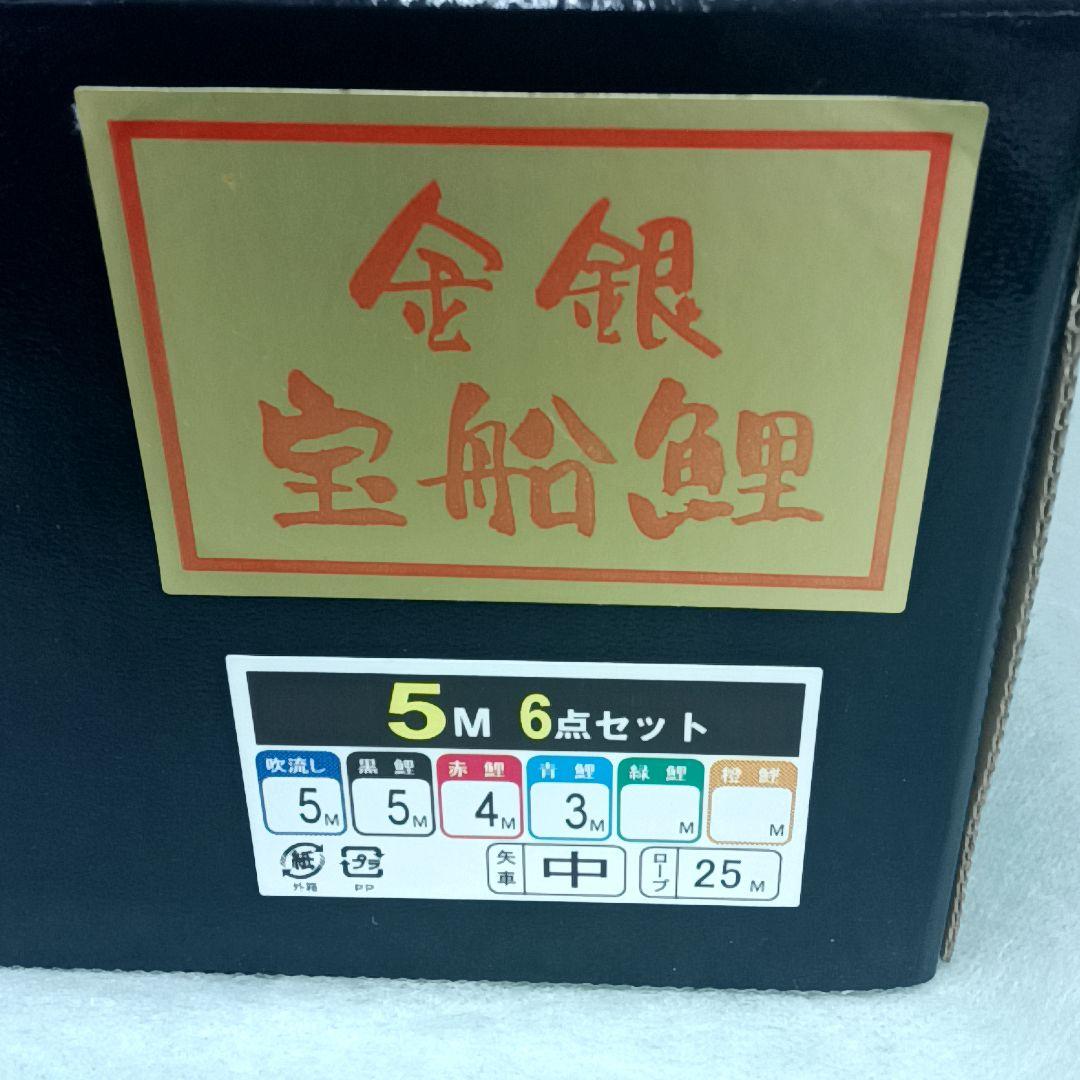 金銀
宝船鯉
5M 6点セット
吹流し 黒鯉 赤鯉 青鯉 緑鯉 橙鯉
5M 5M 4M 3M M M
紙 プラ 矢車 中 ロープ 25M
外箱 PP